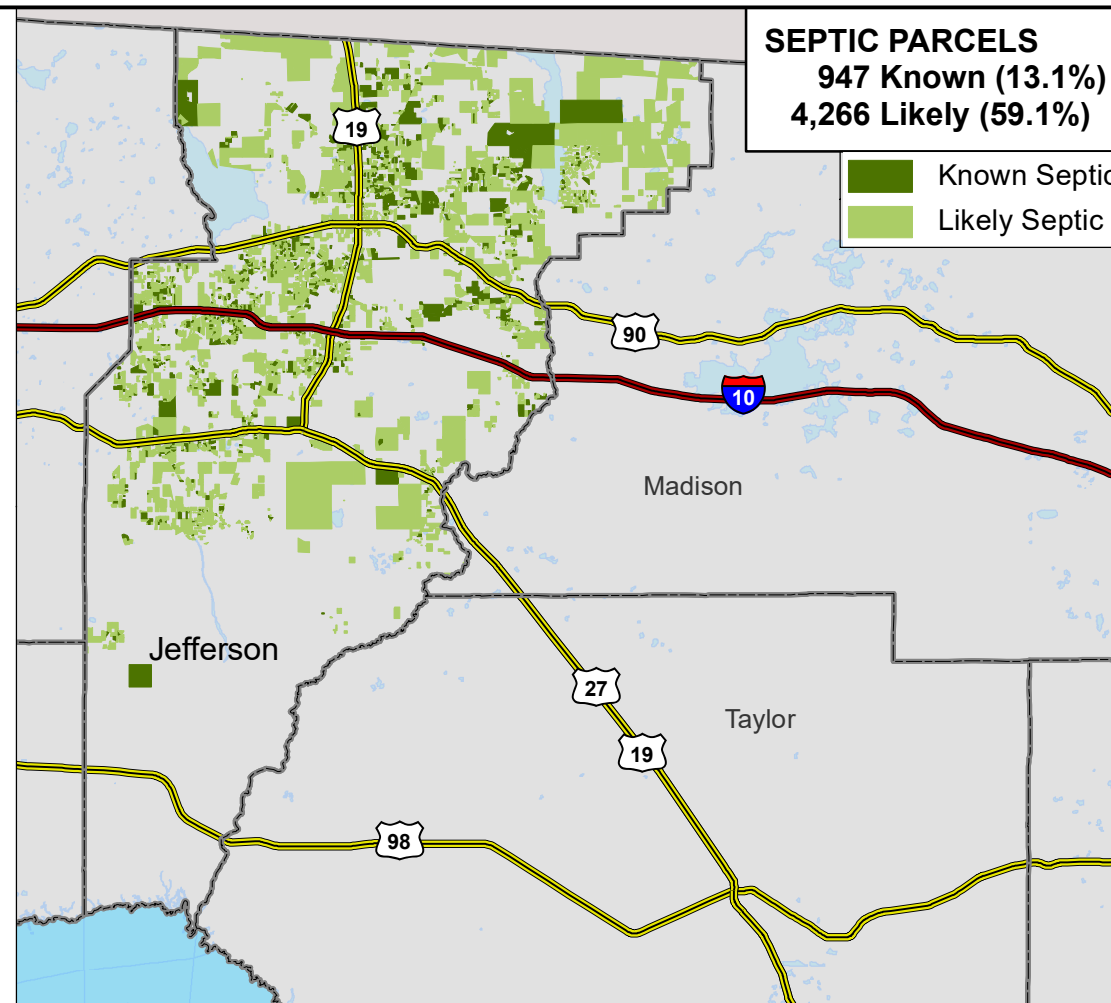 SEPTIC PARCELS
947 Known (13.1%)
4,266 Likely (59.1%)
Known Septic
Likely Septic
19
90
10
Madison
Jefferson
27
Taylor
19
98